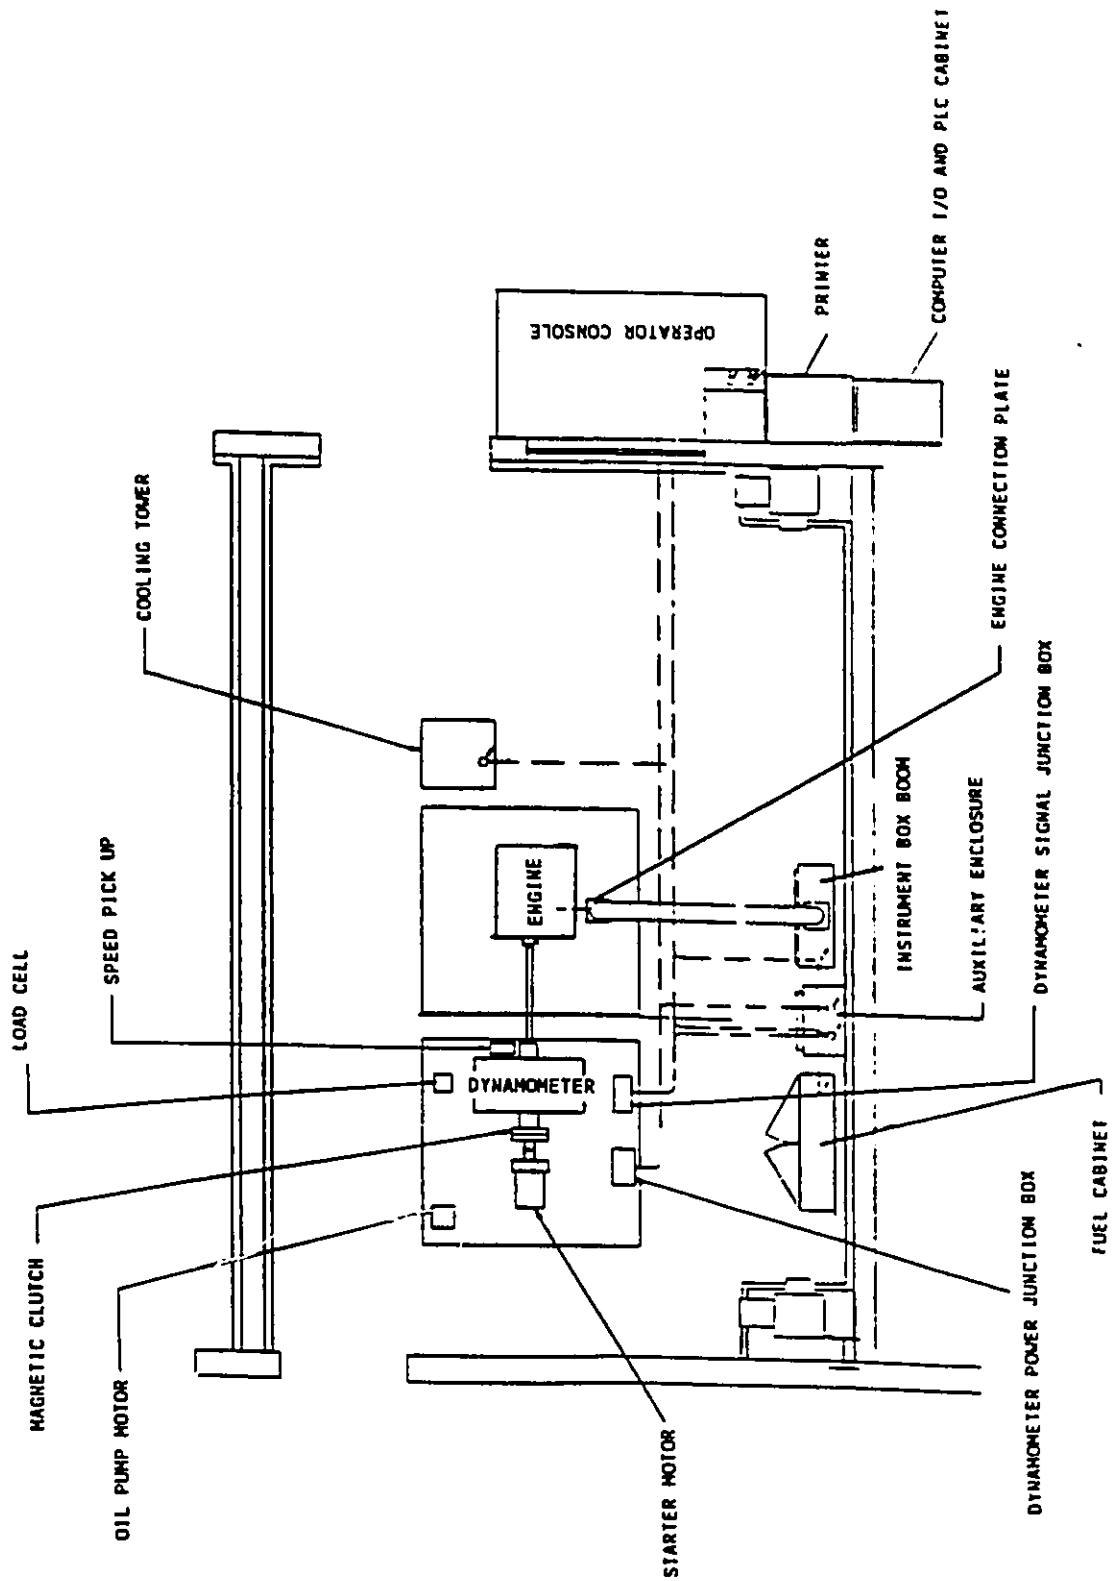 LOAD CELL
SPEED PICK UP
MAGNETIC CLUTCH
OIL PUMP MOTOR
COOLING TOWER
OPERATOR CONSOLE
PRINTER
COMPUTER I/O AND PLC CABINET
ENGINE
DYNAMOMETER
ENGINE CONNECTION PLATE
INSTRUMENT BOX BOOM
AUXILIARY ENCLOSURE
DYNAMOMETER SIGNAL JUNCTION BOX
FUEL CABINET
DYNAMOMETER POWER JUNCTION BOX
STARTER MOTOR